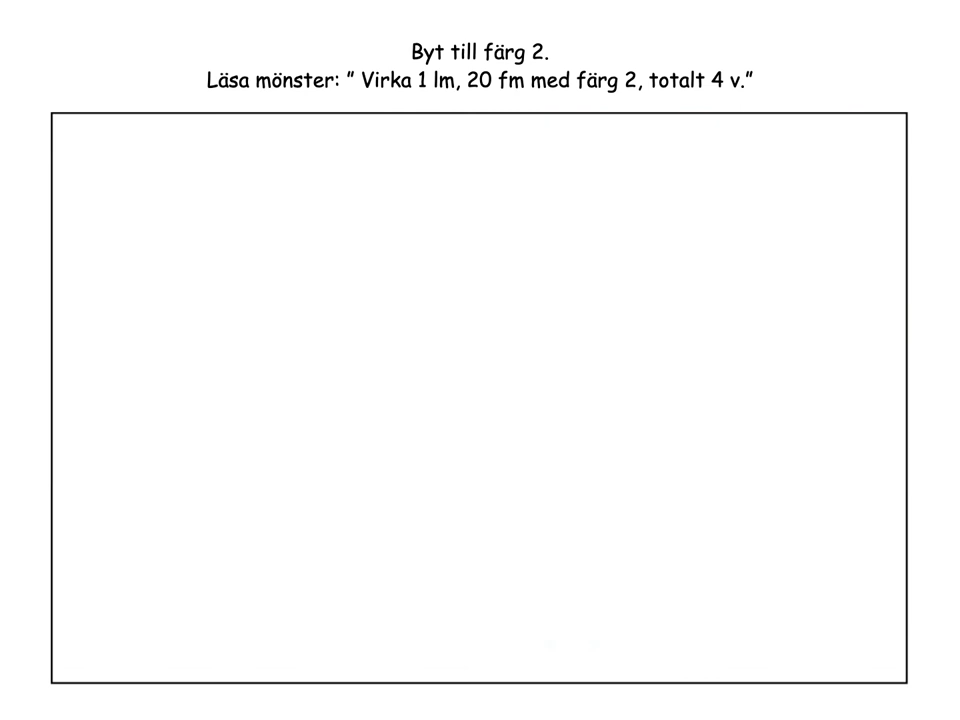 Byt till färg 2.
Läsa mönster: ” Virka 1 lm, 20 fm med färg 2, totalt 4 v.”